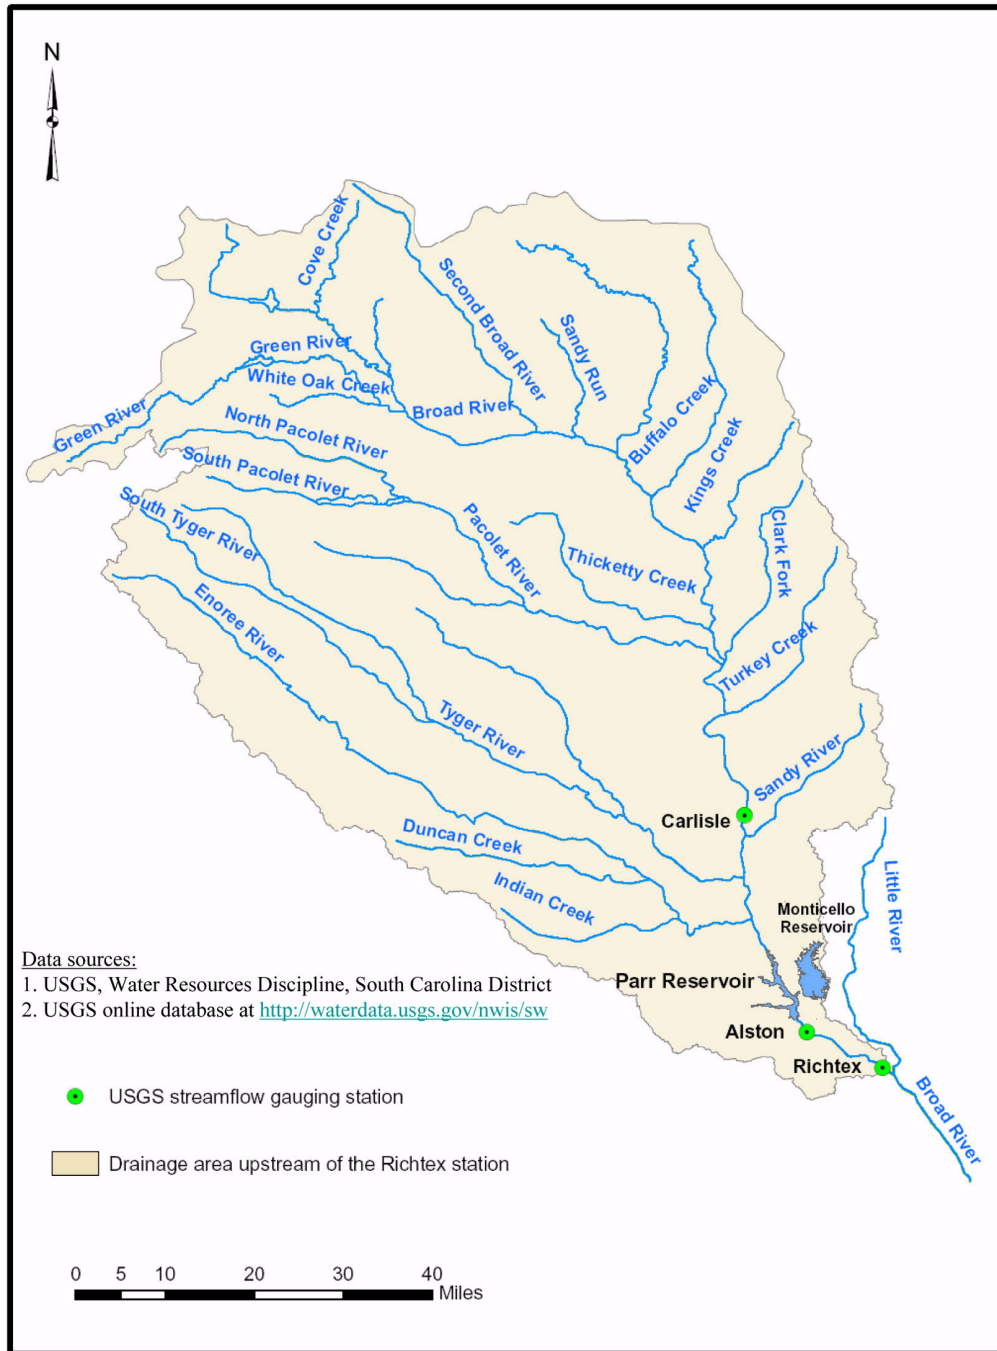 N
Cove Creek
Second Broad River
Sandy Run
Green River
White Oak Creek
Broad River
Green River
North Pacolet River
Buffalo Creek
Kings Creek
South Pacolet River
South Tyger River
Pacolet River
Clark Fork
Thicketty Creek
Enoree River
Turkey Creek
Tyger River
Sandy River
Carlisle
Duncan Creek
Little River
Indian Creek
Monticello
Reservoir
Data sources:
1. USGS, Water Resources Discipline, South Carolina District
2. USGS online database at http://waterdata.usgs.gov/nwis/sw
Parr Reservoir
Alston
Richtex
Broad River
USGS streamflow gauging station
Drainage area upstream of the Richtex station
0 5 10 20 30 40
Miles